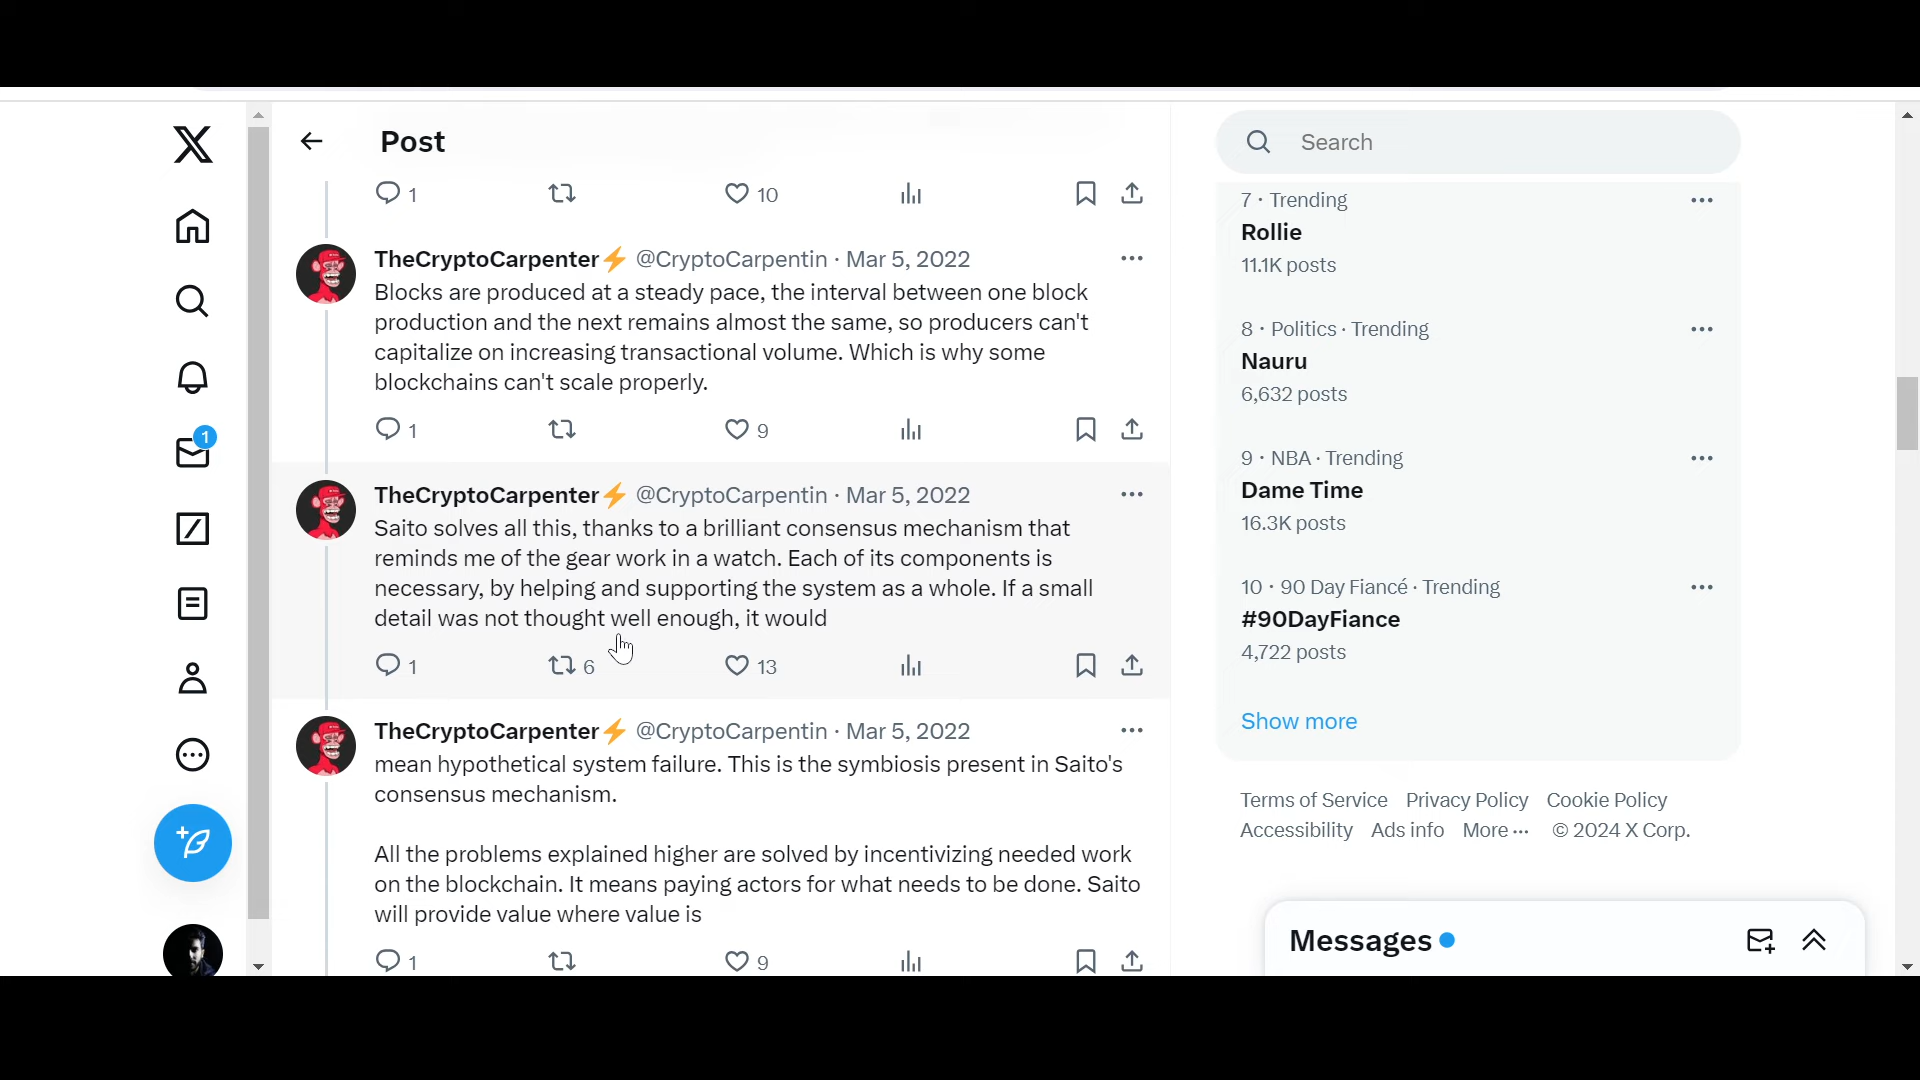 Post
Search
1
10
TheCryptoCarpenter⚡ @CryptoCarpentin · Mar 5, 2022
Blocks are produced at a steady pace, the interval between one block
production and the next remains almost the same, so producers can't
capitalize on increasing transactional volume. Which is why some
blockchains can't scale properly.
1
9
TheCryptoCarpenter⚡ @CryptoCarpentin · Mar 5, 2022
Saito solves all this, thanks to a brilliant consensus mechanism that
reminds me of the gear work in a watch. Each of its components is
necessary, by helping and supporting the system as a whole. If a small
detail was not thought well enough, it would
1
6
13
TheCryptoCarpenter⚡ @CryptoCarpentin · Mar 5, 2022
mean hypothetical system failure. This is the symbiosis present in Saito's
consensus mechanism.
All the problems explained higher are solved by incentivizing needed work
on the blockchain. It means paying actors for what needs to be done. Saito
will provide value where value is
1
9
1
7 · Trending
Rollie
11.1K posts
8 · Politics · Trending
Nauru
6,632 posts
9 · NBA · Trending
Dame Time
16.3K posts
10 · 90 Day Fiancé · Trending
#90DayFiance
4,722 posts
Show more
Terms of Service Privacy Policy Cookie Policy
Accessibility Ads info More ··· © 2024 X Corp.
Messages